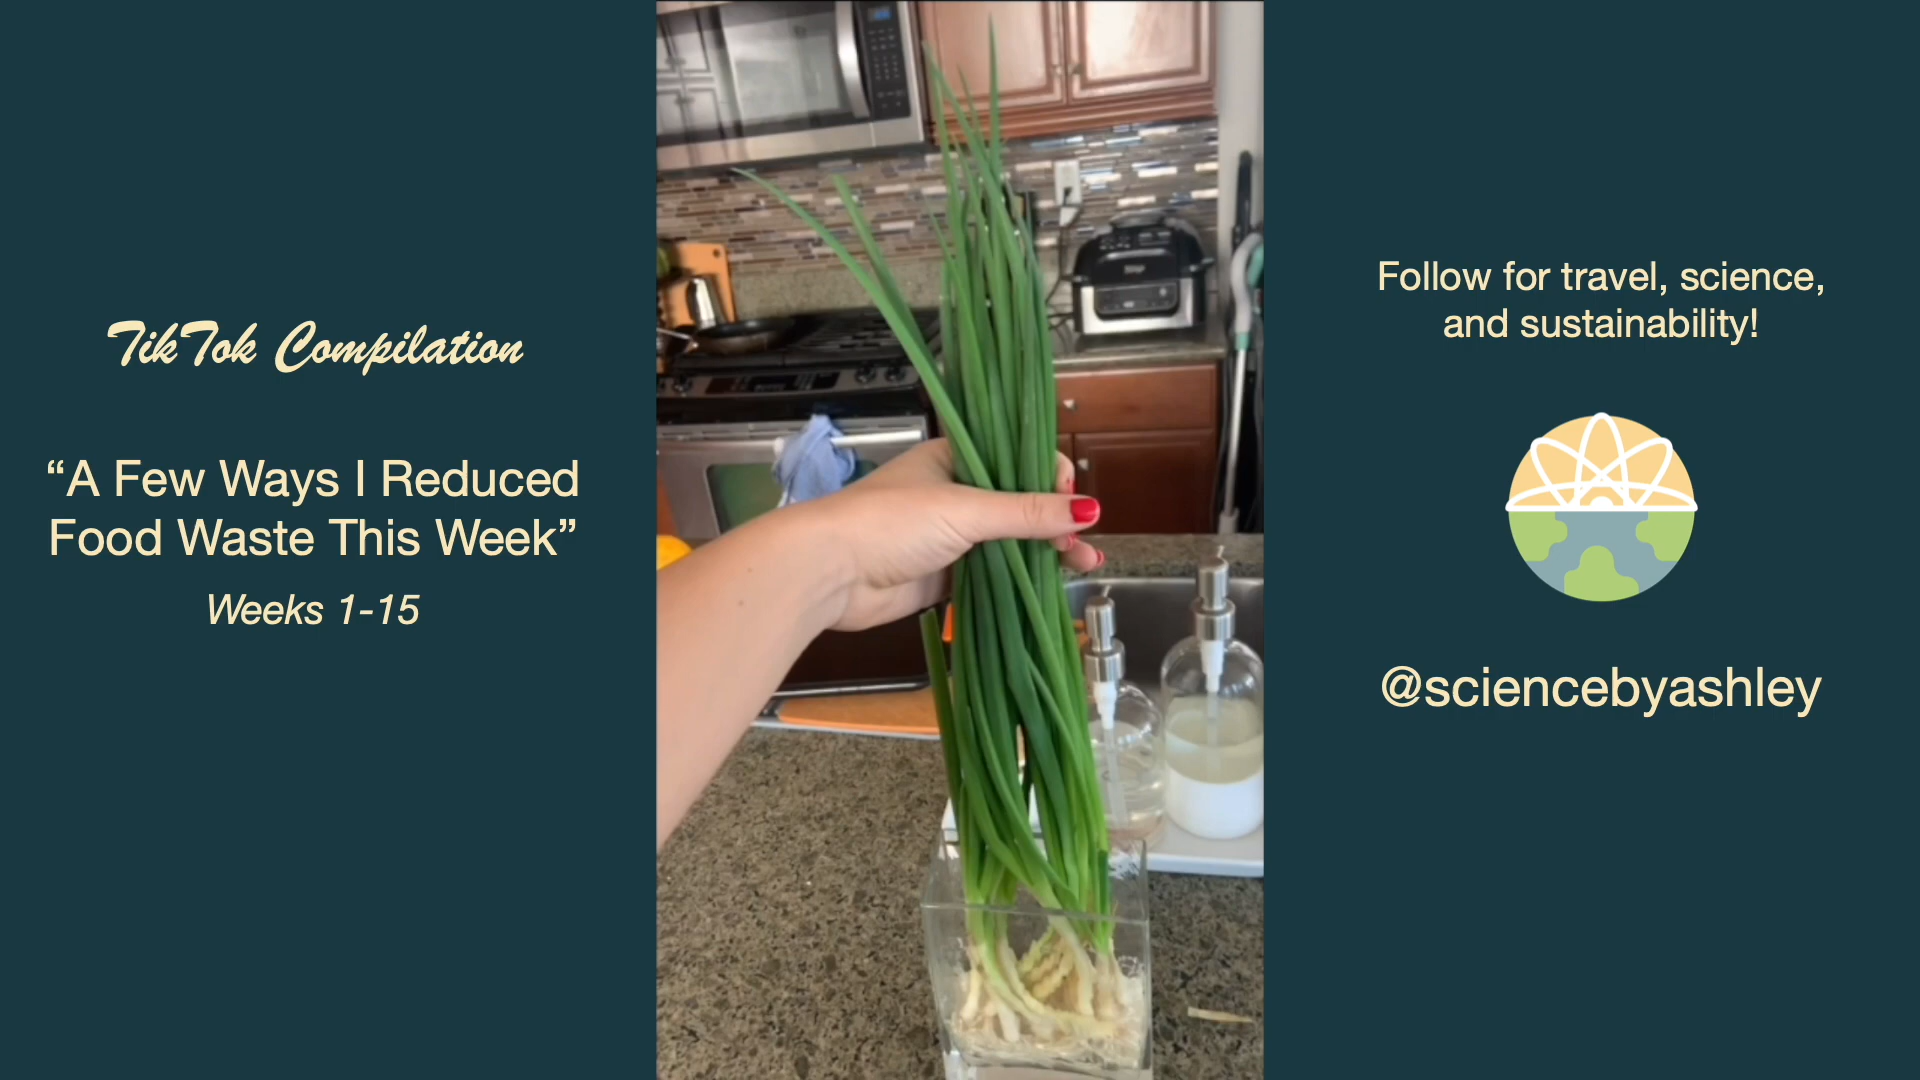 TikTok Compilation
“A Few Ways I Reduced
Food Waste This Week”
Weeks 1-15
Follow for travel, science,
and sustainability!
@sciencebyashley